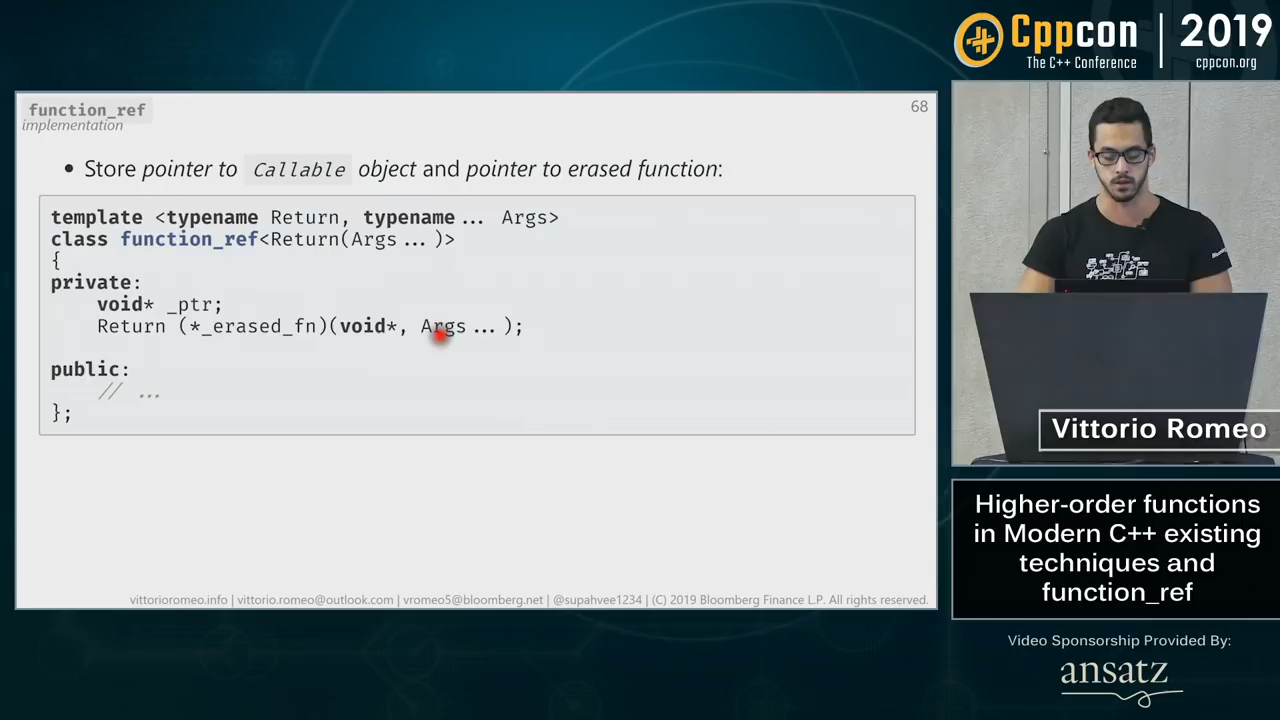 Cppcon
The C++ Conference
2019
cppcon.org
function_ref
implementation
68
• Store pointer to Callable object and pointer to erased function:
template <typename Return, typename... Args>
class function_ref<Return(Args...)>
{
private:
void* _ptr;
Return (*_erased_fn)(void*, Args...);
public:
// ...
};
vittorioromeo.info | vittorio.romeo@outlook.com | vromeo5@bloomberg.net | @supahvee1234 | (C) 2019 Bloomberg Finance L.P. All rights reserved.
Vittorio Romeo
Higher-order functions
in Modern C++ existing
techniques and
function_ref
Video Sponsorship Provided By:
ansatz